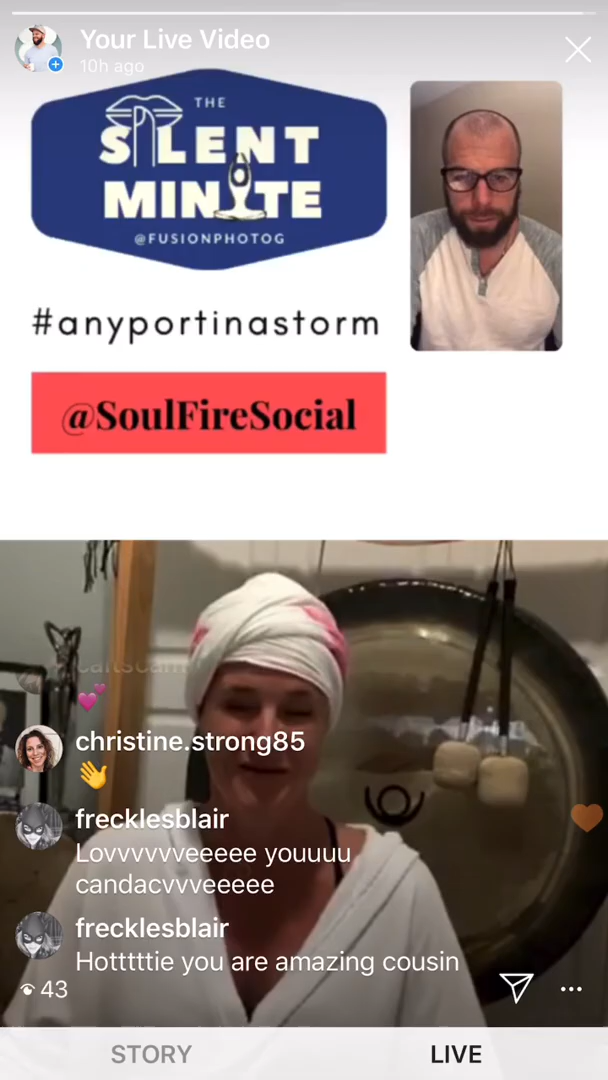 Your Live Video
10h ago
THE
SILENT
MINUTE
@FUSIONPHOTOG
#anyportinastorm
@SoulFireSocial
christine.strong85
👋
frecklesblair
Lovvvvvveeeee youuuu
candacvvveeeee
frecklesblair
Hotttttie you are amazing cousin
43
STORY LIVE